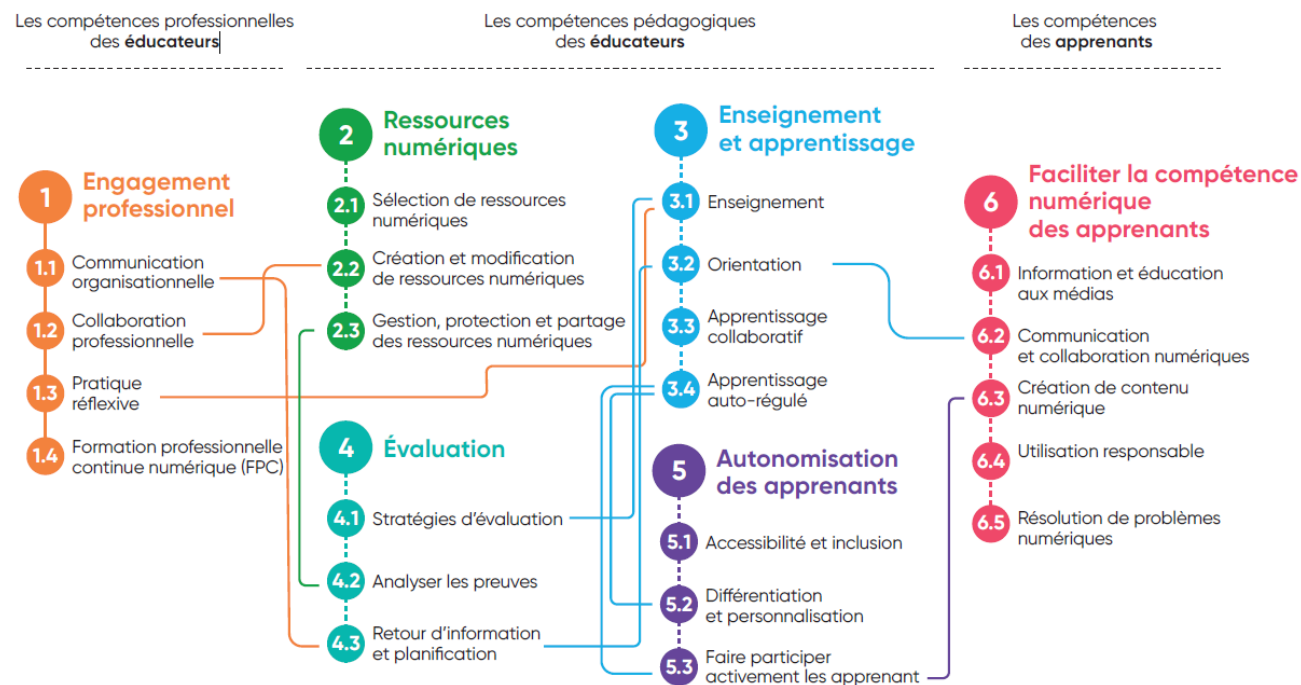 Les compétences professionnelles
des éducateurs
Les compétences pédagogiques
des éducateurs
Les compétences
des apprenants
1
Engagement
professionnel
1.1
Communication
organisationnelle
1.2
Collaboration
professionnelle
1.3
Pratique
réflexive
1.4
Formation professionnelle
continue numérique (FPC)
2
Ressources
numériques
2.1
Sélection de ressources
numériques
2.2
Création et modification
de ressources numériques
2.3
Gestion, protection et partage
des ressources numériques
4
Évaluation
4.1
Stratégies d'évaluation
4.2
Analyser les preuves
4.3
Retour d'information
et planification
3
Enseignement
et apprentissage
3.1
Enseignement
3.2
Orientation
3.3
Apprentissage
collaboratif
3.4
Apprentissage
auto-régulé
5
Autonomisation
des apprenants
5.1
Accessibilité et inclusion
5.2
Différentiation
et personnalisation
5.3
Faire participer
activement les apprenant
6
Faciliter la compétence
numérique
des apprenants
6.1
Information et éducation
aux médias
6.2
Communication
et collaboration numériques
6.3
Création de contenu
numérique
6.4
Utilisation responsable
6.5
Résolution de problèmes
numériques